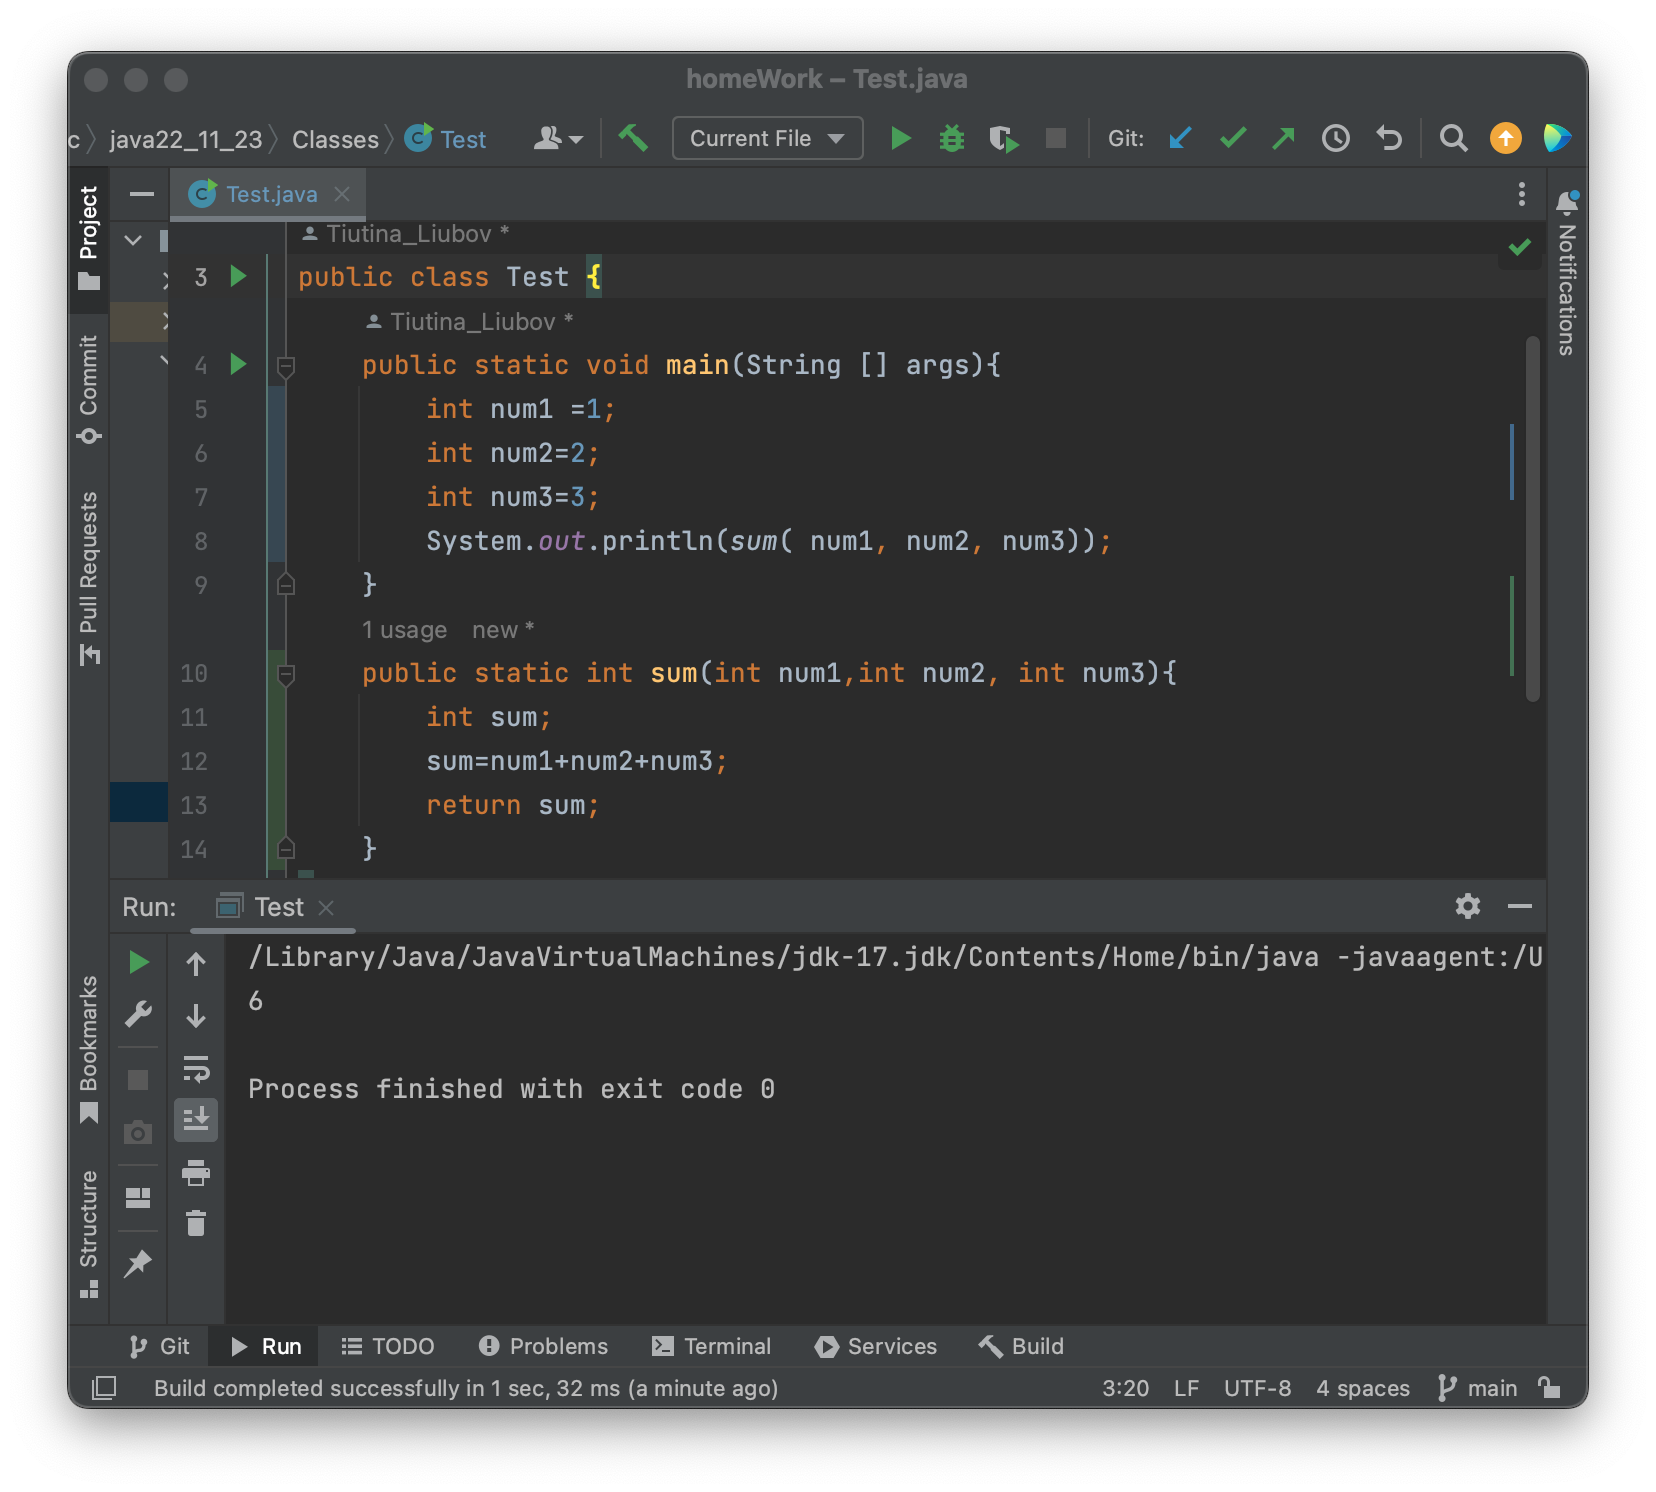 homeWork – Test.java
c java22_11_23 Classes Test Current File Git:
Project
Commit
Pull Requests
Bookmarks
Structure
Notifications
Test.java
Tiutina_Liubov *
3 public class Test {
Tiutina_Liubov *
4 public static void main(String [] args){
5 int num1 =1;
6 int num2=2;
7 int num3=3;
8 System.out.println(sum( num1, num2, num3));
9 }
1 usage new *
10 public static int sum(int num1,int num2, int num3){
11 int sum;
12 sum=num1+num2+num3;
13 return sum;
14 }
Run: Test
/Library/Java/JavaVirtualMachines/jdk-17.jdk/Contents/Home/bin/java -javaagent:/U
6
Process finished with exit code 0
Git Run TODO Problems Terminal Services Build
Build completed successfully in 1 sec, 32 ms (a minute ago) 3:20 LF UTF-8 4 spaces main